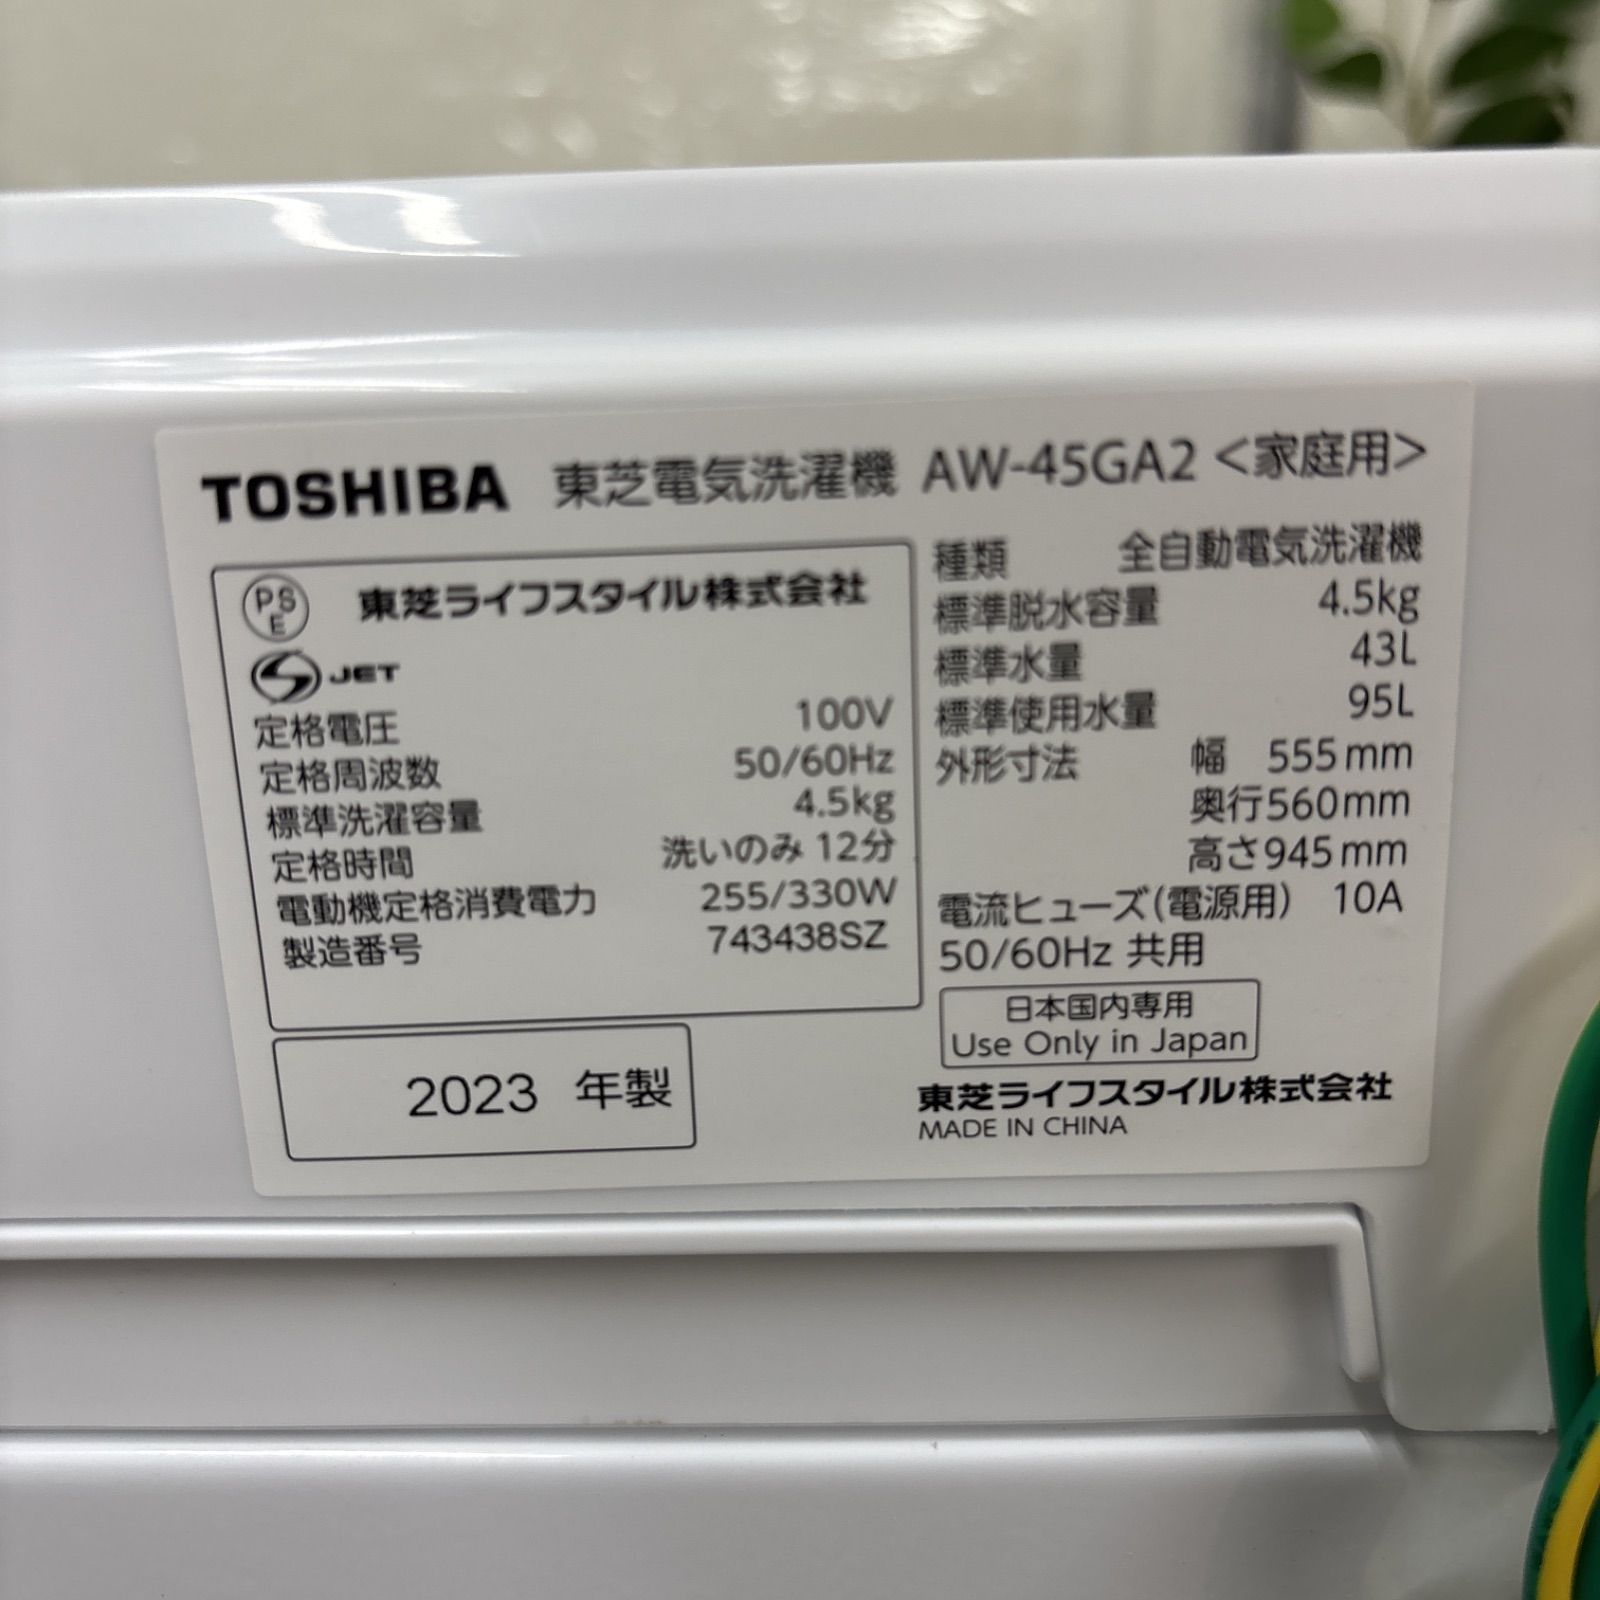 TOSHIBA 東芝電気洗濯機 AW-45GA2 <家庭用>
PS
E
東芝ライフスタイル株式会社
JET
定格電圧 100V
定格周波数 50/60Hz
標準洗濯容量 4.5kg
定格時間 洗いのみ 12分
電動機定格消費電力 255/330W
製造番号 743438SZ
2023 年製
種類 全自動電気洗濯機
標準脱水容量 4.5kg
標準水量 43L
標準使用水量 95L
外形寸法 幅 555mm
奥行560mm
高さ945mm
電流ヒューズ(電源用) 10A
50/60Hz 共用
日本国内専用
Use Only in Japan
東芝ライフスタイル株式会社
MADE IN CHINA